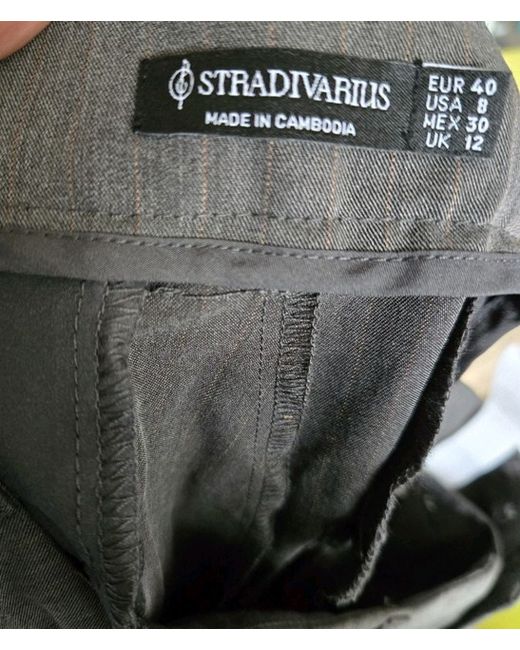 STRADIVARIUS
MADE IN CAMBODIA
EUR 40
USA 8
MEX 30
UK 12